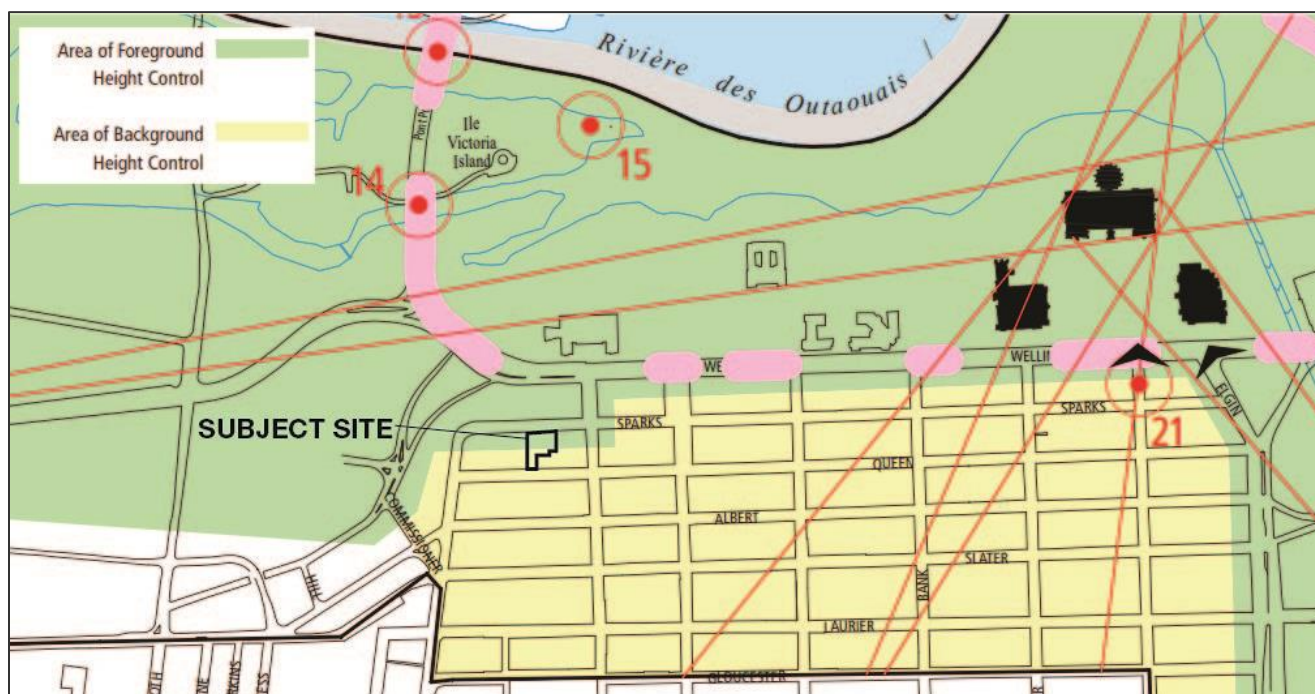 Area of Foreground
Height Control
Area of Background
Height Control
Rivière des Outaouais
Ile
Victoria
Island
14
15
SUBJECT SITE
SPARKS
SPARKS
ELGIN
21
QUEEN
ALBERT
COMMISSIONER
SLATER
HILL
BANK
LAURIER
GLOUCESTER